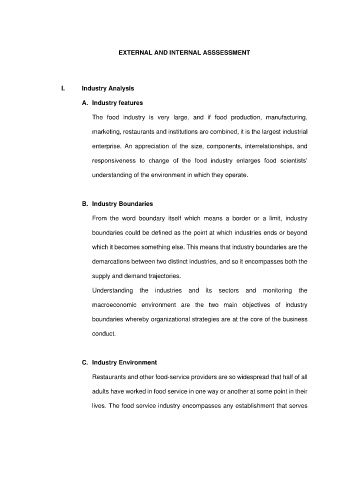 EXTERNAL AND INTERNAL ASSSESSMENT
I. Industry Analysis
A. Industry features
The food industry is very large, and if food production, manufacturing,
marketing, restaurants and institutions are combined, it is the largest industrial
enterprise. An appreciation of the size, components, interrelationships, and
responsiveness to change of the food industry enlarges food scientists'
understanding of the environment in which they operate.
B. Industry Boundaries
From the word boundary itself which means a border or a limit, industry
boundaries could be defined as the point at which industries ends or beyond
which it becomes something else. This means that industry boundaries are the
demarcations between two distinct industries, and so it encompasses both the
supply and demand trajectories.
Understanding the industries and its sectors and monitoring the
macroeconomic environment are the two main objectives of industry
boundaries whereby organizational strategies are at the core of the business
conduct.
C. Industry Environment
Restaurants and other food-service providers are so widespread that half of all
adults have worked in food service in one way or another at some point in their
lives. The food service industry encompasses any establishment that serves